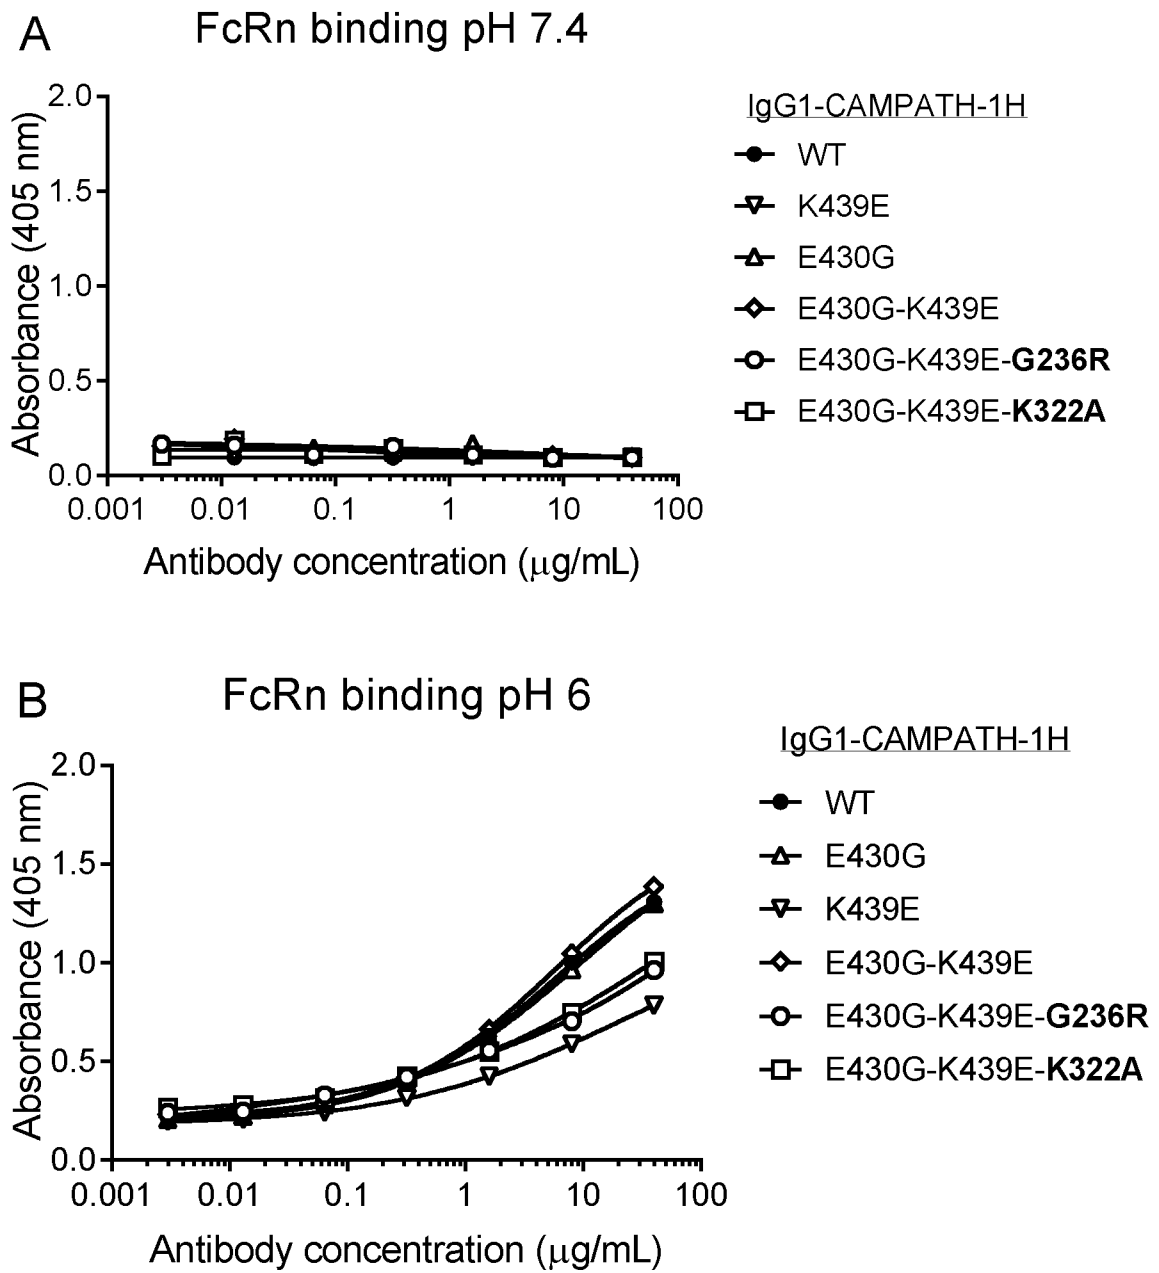 A
FcRn binding pH 7.4
Absorbance (405 nm)
2.0
1.5
1.0
0.5
0.0
0.001
0.01
0.1
1
10
100
Antibody concentration (μg/mL)
IgG1-CAMPATH-1H
WT
K439E
E430G
E430G-K439E
E430G-K439E-G236R
E430G-K439E-K322A
B
FcRn binding pH 6
Absorbance (405 nm)
2.0
1.5
1.0
0.5
0.0
0.001
0.01
0.1
1
10
100
Antibody concentration (μg/mL)
IgG1-CAMPATH-1H
WT
E430G
K439E
E430G-K439E
E430G-K439E-G236R
E430G-K439E-K322A